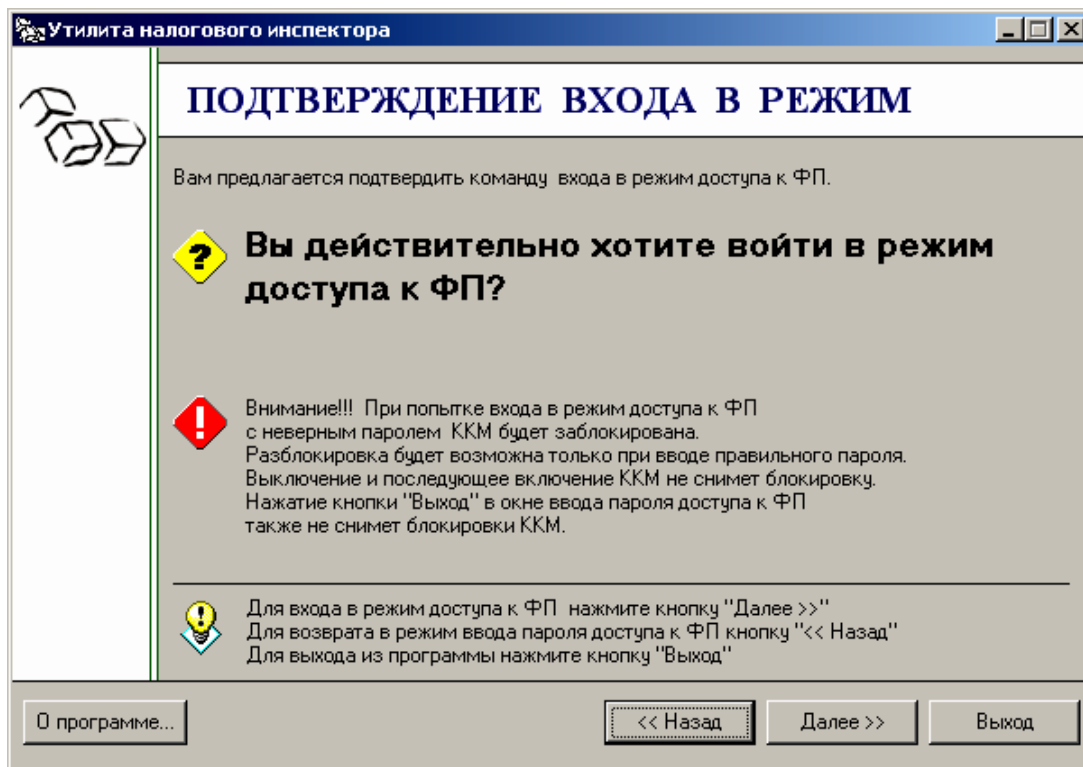 Утилита налогового инспектора
ПОДТВЕРЖДЕНИЕ ВХОДА В РЕЖИМ
Вам предлагается подтвердить команду входа в режим доступа к ФП.
Вы действительно хотите войти в режим
доступа к ФП?
Внимание!!! При попытке входа в режим доступа к ФП
с неверным паролем ККМ будет заблокирована.
Разблокировка будет возможна только при вводе правильного пароля.
Выключение и последующее включение ККМ не снимет блокировку.
Нажатие кнопки "Выход" в окне ввода пароля доступа к ФП
также не снимет блокировки ККМ.
Для входа в режим доступа к ФП нажмите кнопку "Далее >>"
Для возврата в режим ввода пароля доступа к ФП кнопку "<< Назад"
Для выхода из программы нажмите кнопку "Выход"
О программе...
<< Назад
Далее >>
Выход